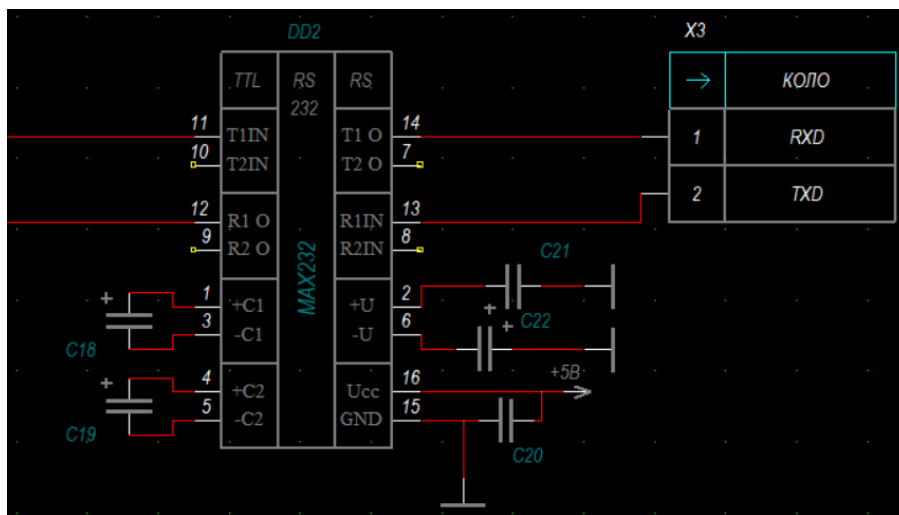 DD2
X3
TTL RS RS
232
→ КОЛО
11 T1IN T1 O 14
1 RXD
10 T2IN T2 O 7
2 TXD
12 R1 O R1IN 13
9 R2 O R2IN 8
MAX232
C21
1 +C1 +U 2
+
3 -C1 -U 6
+ C22
+
C18
+5В
4 +C2 Ucc 16
+
5 -C2 GND 15
C19
C20